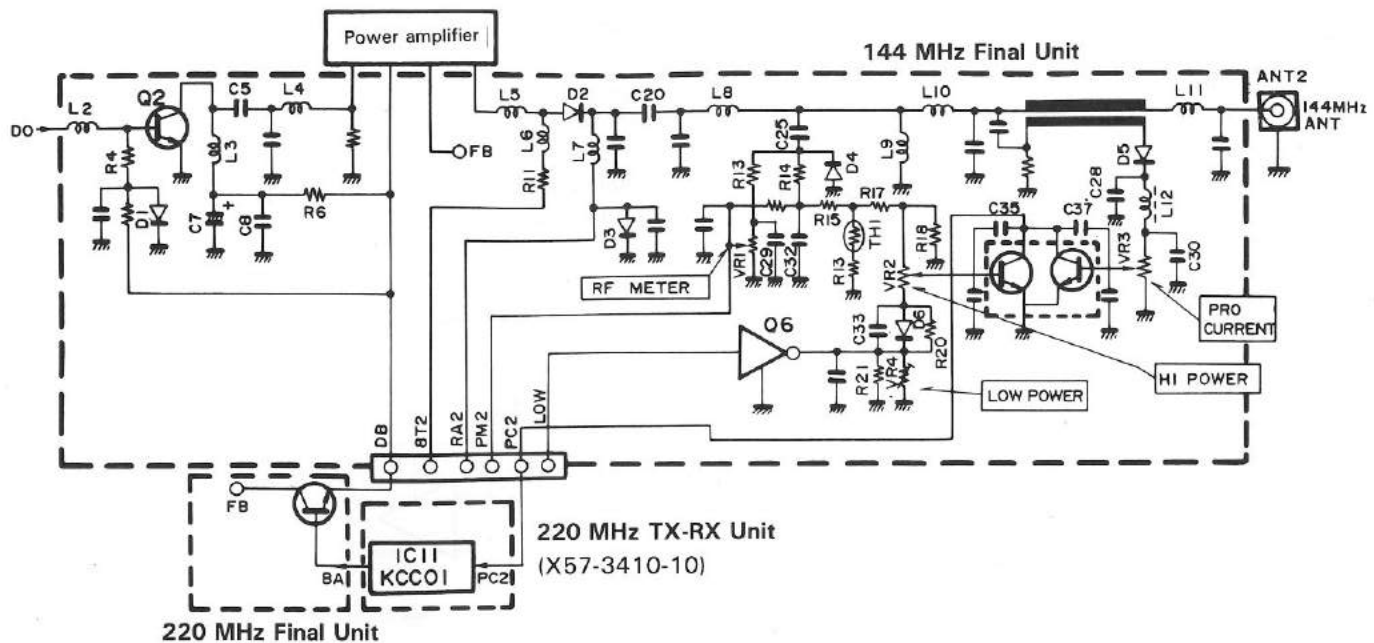 Power amplifier
144 MHz Final Unit
ANT2
144MHz
ANT
DO
L2
Q2
C5
L4
L5
D2
C20
L8
L10
L11
R4
L3
L6
L7
C25
L9
D5
FB
R11
R13
R14
D4
C28
L12
D1
C7
+
C8
R6
D3
R15
R17
R18
C35
C37
VR3
C30
VR1
C29
C32
TH1
R13
VR2
RF METER
PRO
CURRENT
Q6
C33
D6
R20
HI POWER
R21
VR4
LOW POWER
DB
8T2
RA2
PM2
PC2
LOW
FB
IC11
KCC01
BA
PC2
220 MHz TX-RX Unit
(X57-3410-10)
220 MHz Final Unit